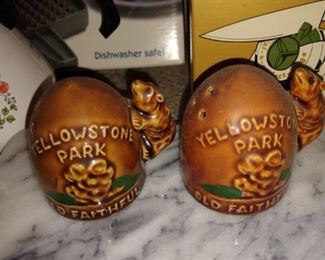 Dishwasher safe
YELLOWSTONE
PARK
OLD FAITHFUL
YELLOWSTONE
PARK
OLD FAITHFUL